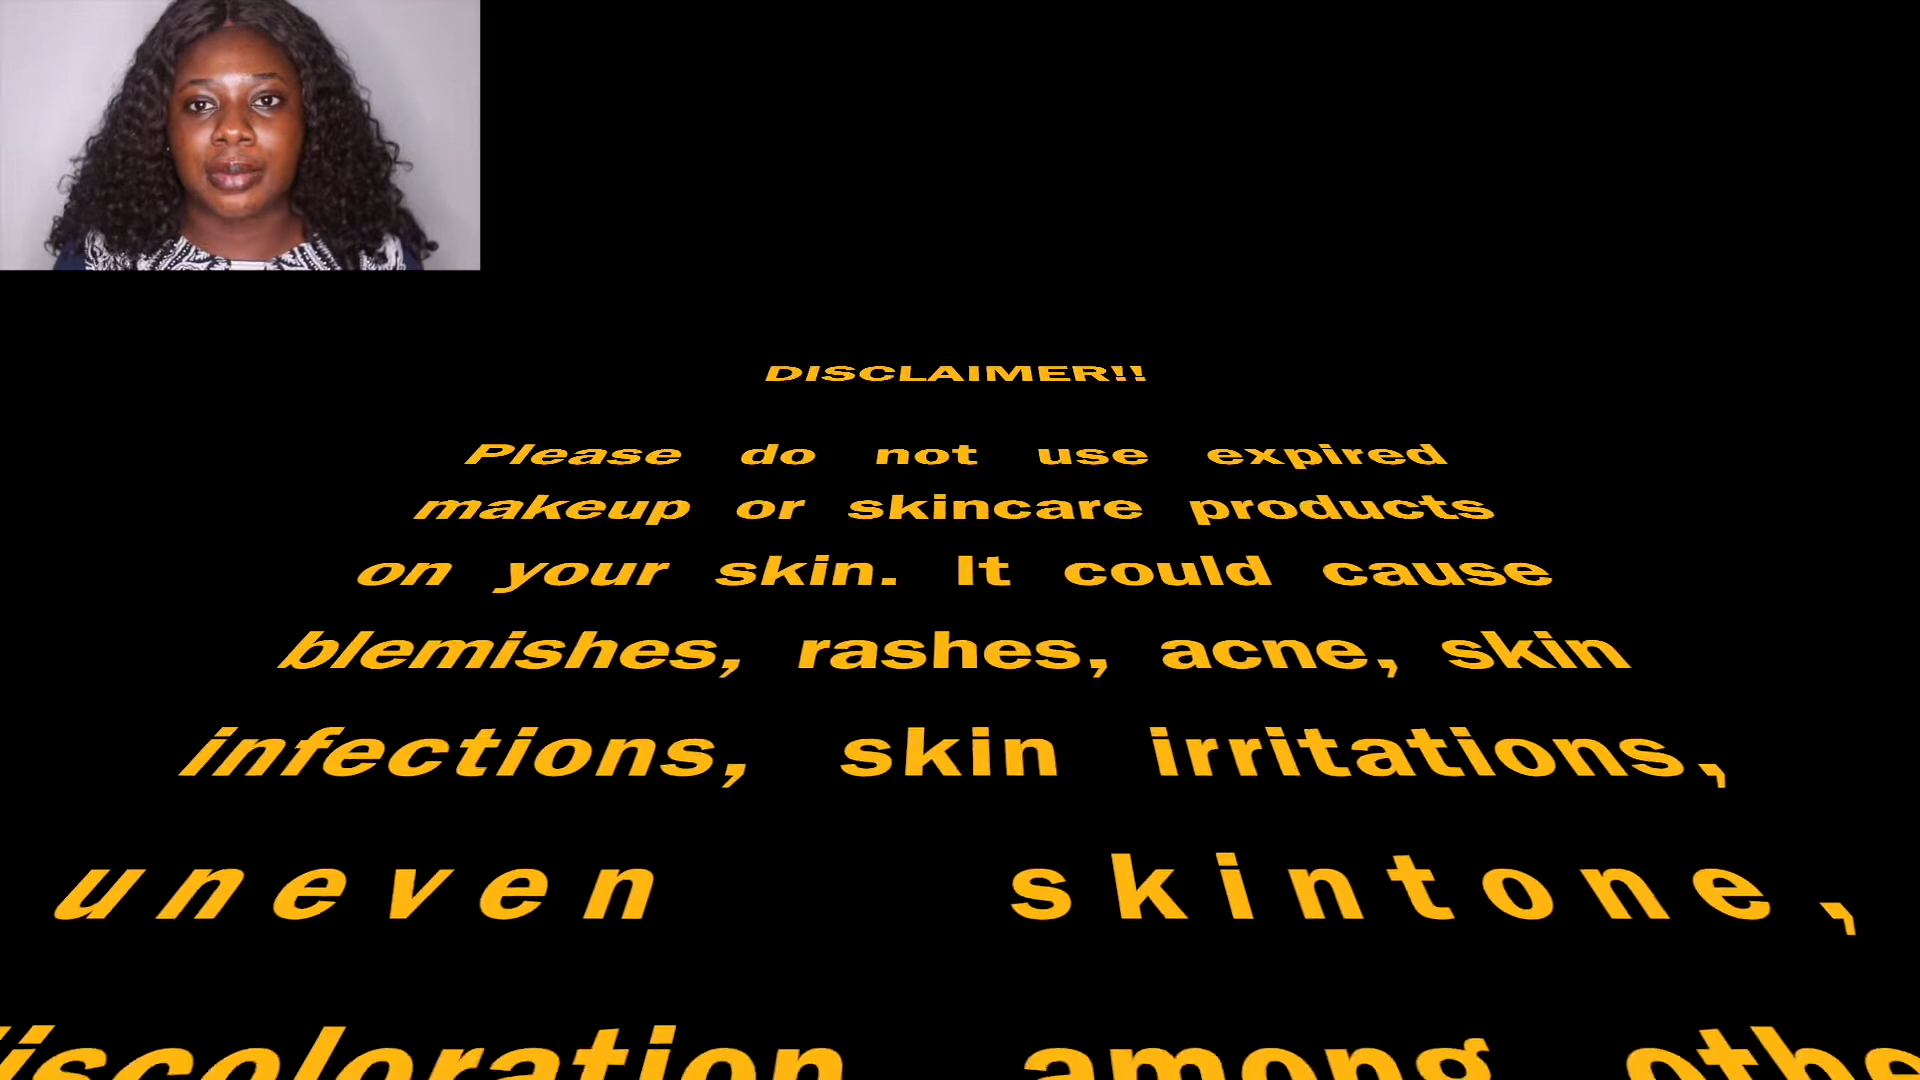 DISCLAIMER!!
Please do not use expired
makeup or skincare products
on your skin. It could cause
blemishes, rashes, acne, skin
infections, skin irritations,
uneven skintone,
among